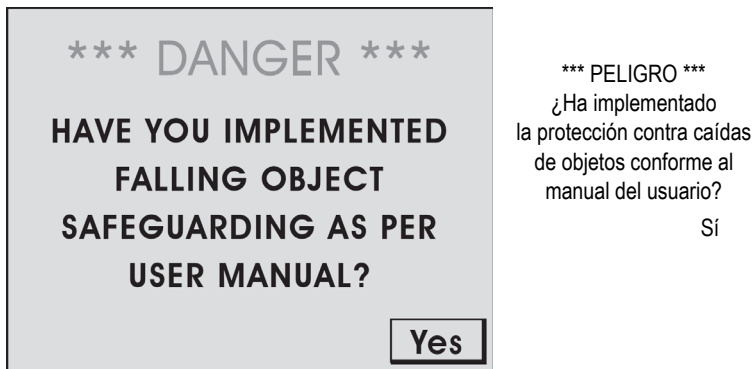 *** DANGER ***
HAVE YOU IMPLEMENTED
FALLING OBJECT
SAFEGUARDING AS PER
USER MANUAL?
Yes
*** PELIGRO ***
¿Ha implementado
la protección contra caídas
de objetos conforme al
manual del usuario?
Sí